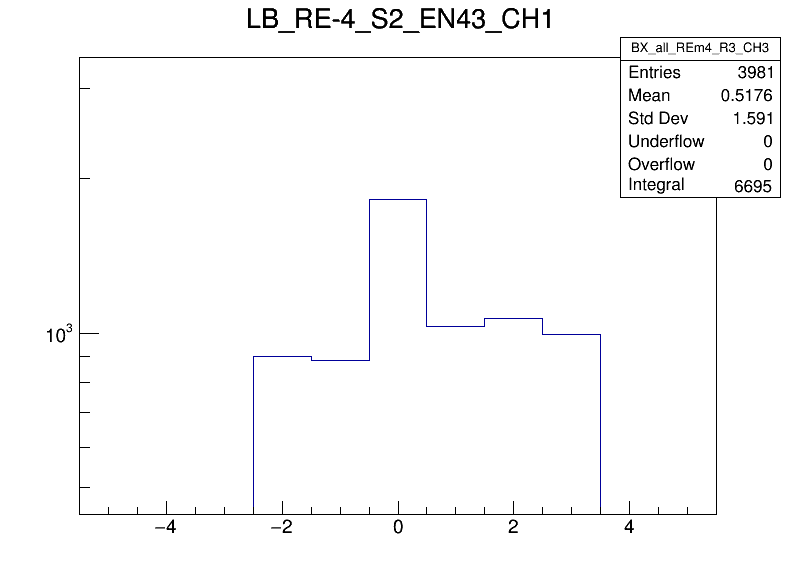 LB_RE-4_S2_EN43_CH1
BX_all_REm4_R3_CH3
Entries 3981
Mean 0.5176
Std Dev 1.591
Underflow 0
Overflow 0
Integral 6695
10³
−4 −2 0 2 4